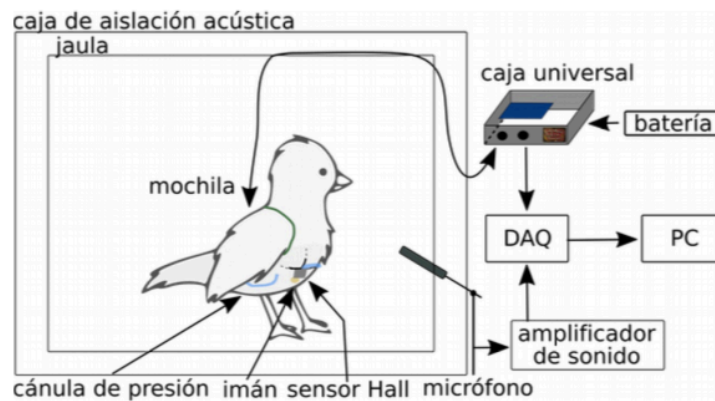 caja de aislación acústica
jaula
caja universal
batería
mochila
DAQ
PC
amplificador
de sonido
cánula de presión
imán
sensor Hall
micrófono